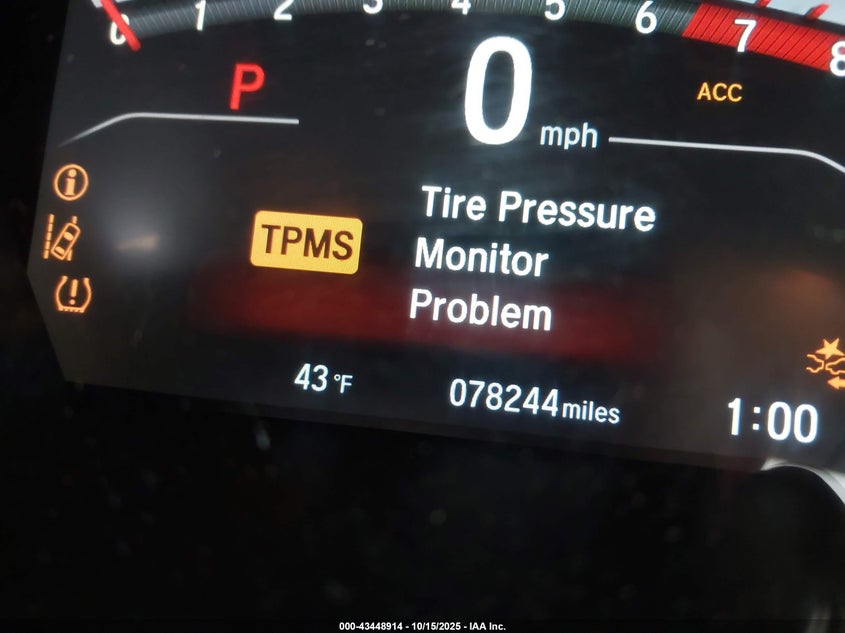 0 1 2 3 4 5 6 7 8
P
0 mph
ACC
TPMS
Tire Pressure
Monitor
Problem
43 °F
078244 miles
1:00
000-43448914 - 10/15/2025 - IAA Inc.